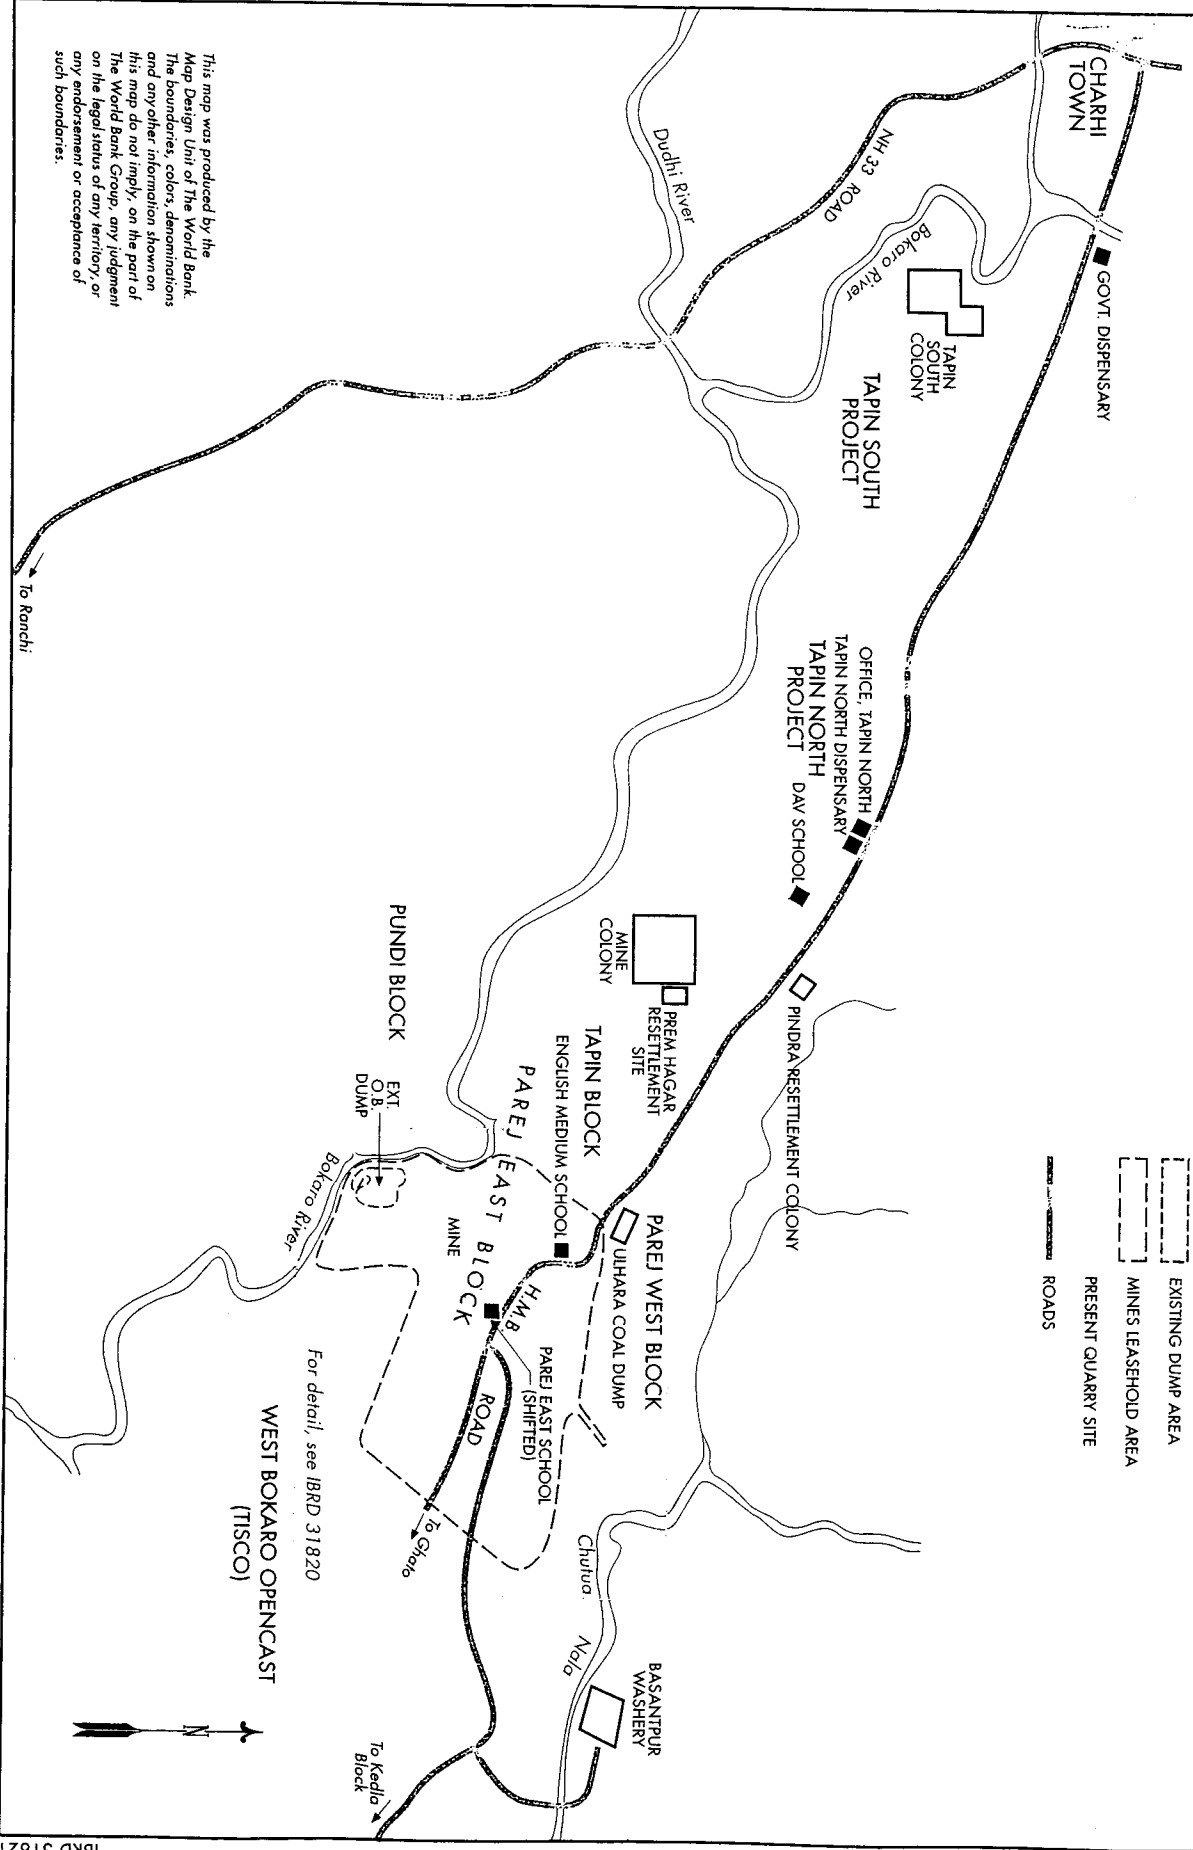 CHARHI
TOWN
GOVT. DISPENSARY
NH 33 ROAD
Bokaro River
Dudhi River
TAPIN
SOUTH
COLONY
TAPIN SOUTH
PROJECT
To Ranchi
OFFICE, TAPIN NORTH
TAPIN NORTH DISPENSARY
TAPIN NORTH
PROJECT
DAV SCHOOL
PINDRA RESETTLEMENT COLONY
MINE
COLONY
PREM HAGAR
RESETTLEMENT
SITE
TAPIN BLOCK
ENGLISH MEDIUM SCHOOL
PAREJ EAST BLOCK
MINE
PUNDI BLOCK
EXT.
O.B.
DUMP
Bokaro River
PAREJ WEST BLOCK
ULHARA COAL DUMP
H.M.B. ROAD
PAREJ EAST SCHOOL
(SHIFTED)
To Ghato
Chutua Nala
BASANTPUR
WASHERY
To Kedla
Block
For detail, see IBRD 31820
WEST BOKARO OPENCAST
(TISCO)
N
EXISTING DUMP AREA
MINES LEASEHOLD AREA
PRESENT QUARRY SITE
ROADS
This map was produced by the
Map Design Unit of The World Bank.
The boundaries, colors, denominations
and any other information shown on
this map do not imply, on the part of
The World Bank Group, any judgment
on the legal status of any territory, or
any endorsement or acceptance of
such boundaries.